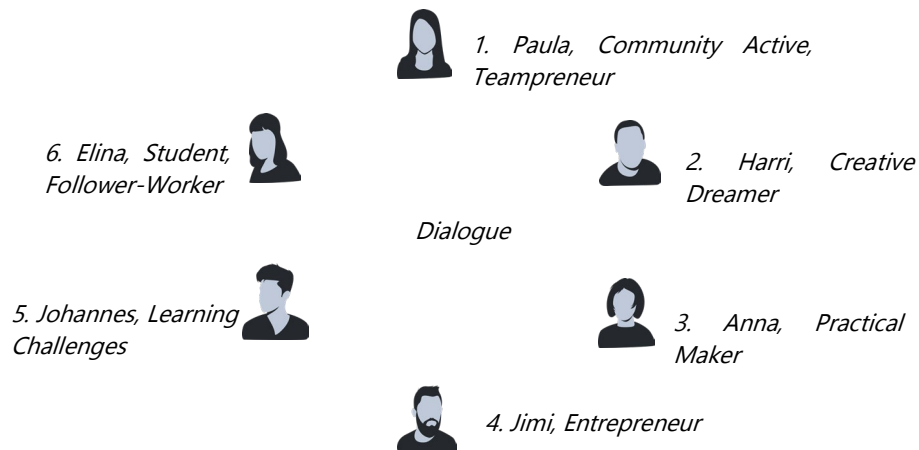 1. Paula, Community Active,
Teampreneur
6. Elina, Student,
Follower-Worker
2. Harri, Creative
Dreamer
Dialogue
5. Johannes, Learning
Challenges
3. Anna, Practical
Maker
4. Jimi, Entrepreneur